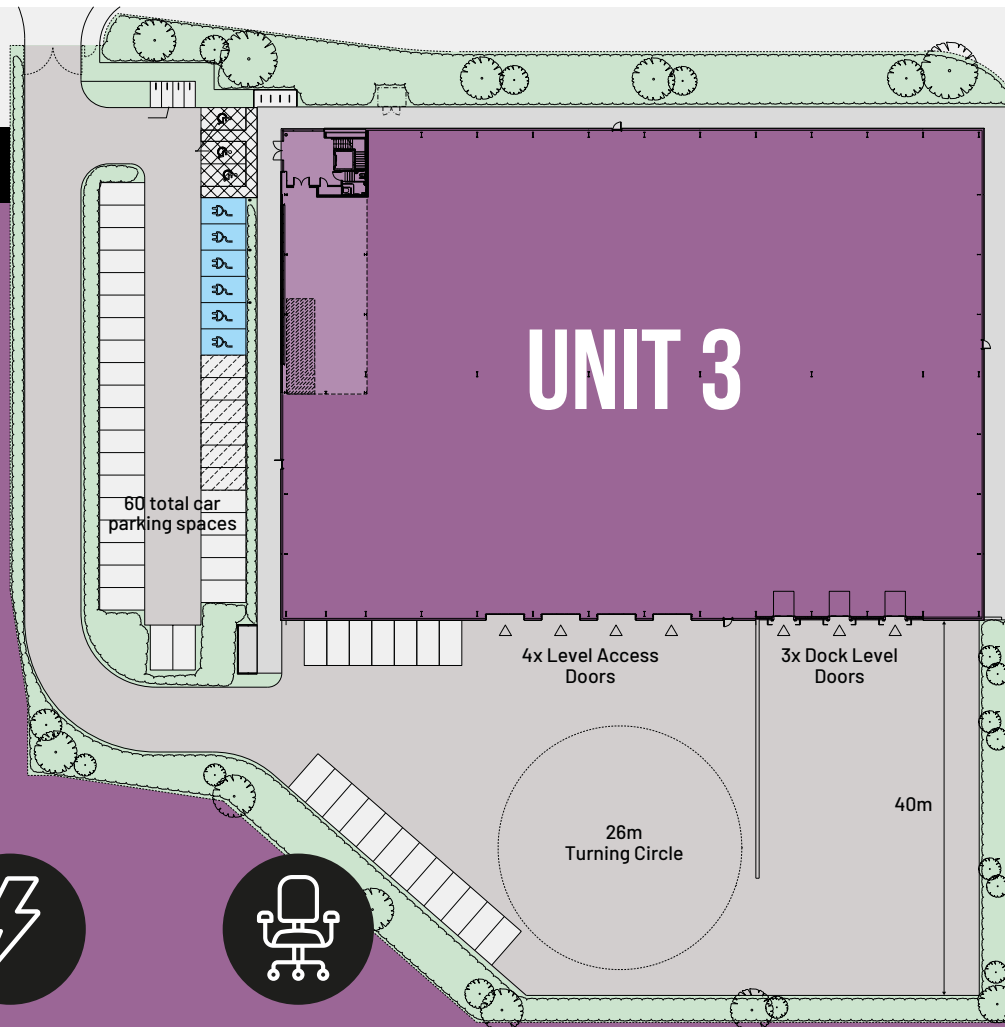 UNIT 3
60 total car
parking spaces
4x Level Access
Doors
3x Dock Level
Doors
40m
26m
Turning Circle